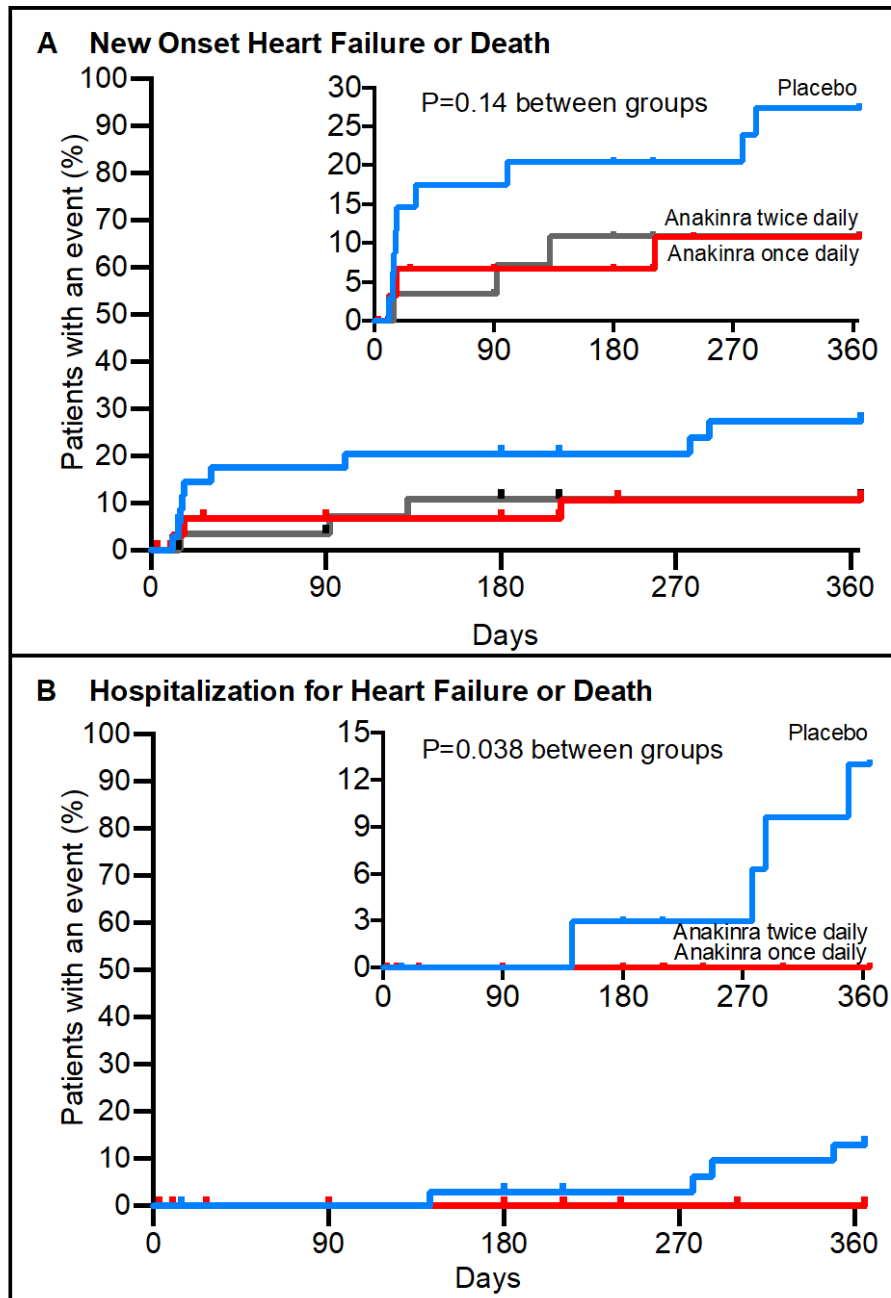 A New Onset Heart Failure or Death
Patients with an event (%)
100
90
80
70
60
50
40
30
20
10
0
0 90 180 270 360
Days
30
25
20
15
10
5
0
0 90 180 270 360
P=0.14 between groups
Placebo
Anakinra twice daily
Anakinra once daily
B Hospitalization for Heart Failure or Death
Patients with an event (%)
100
90
80
70
60
50
40
30
20
10
0
0 90 180 270 360
Days
15
12
9
6
3
0
0 90 180 270 360
P=0.038 between groups
Placebo
Anakinra twice daily
Anakinra once daily